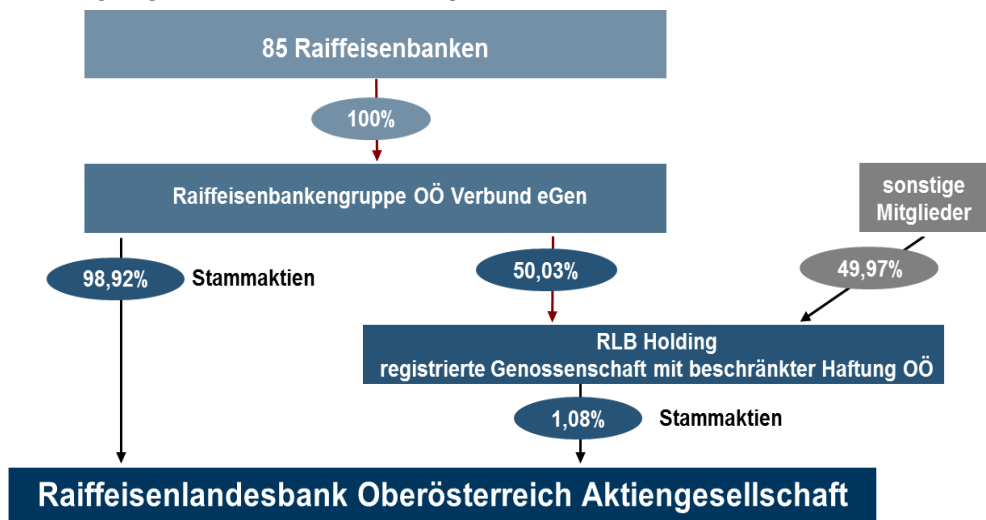 85 Raiffeisenbanken
100%
Raiffeisenbankengruppe OÖ Verbund eGen
sonstige
Mitglieder
98,92%
Stammaktien
50,03%
49,97%
RLB Holding
registrierte Genossenschaft mit beschränkter Haftung OÖ
1,08%
Stammaktien
Raiffeisenlandesbank Oberösterreich Aktiengesellschaft